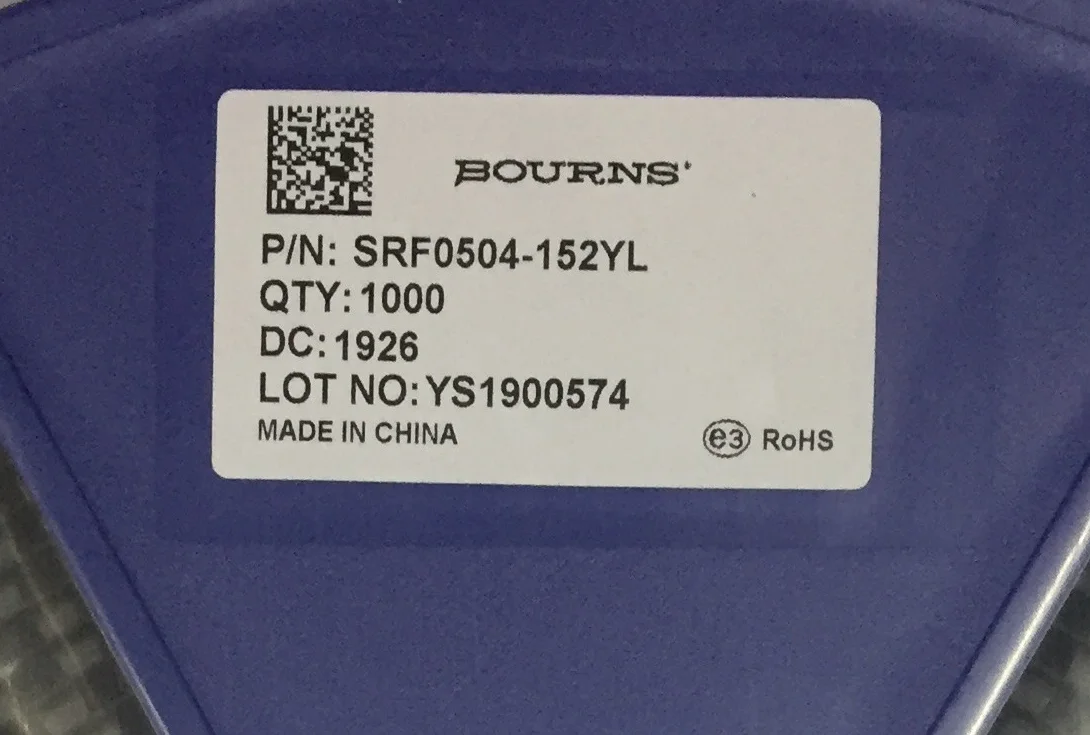 BOURNS
P/N: SRF0504-152YL
QTY: 1000
DC: 1926
LOT NO: YS1900574
MADE IN CHINA
e3 RoHS